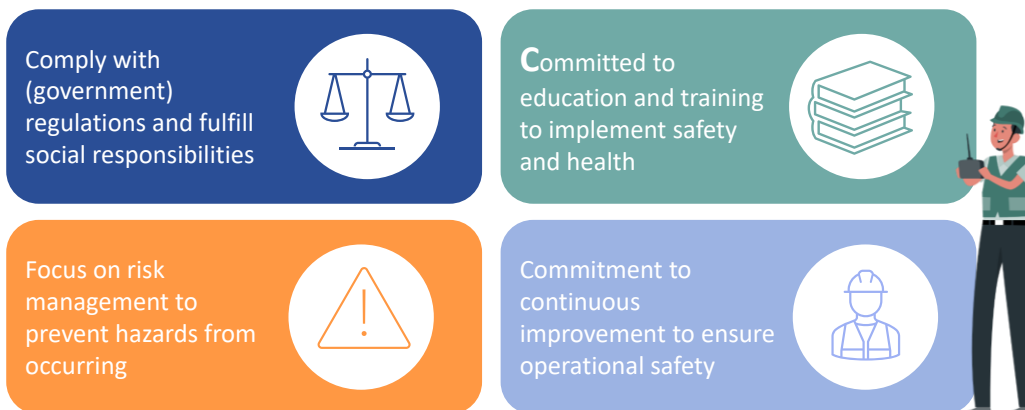 Comply with
(government)
regulations and fulfill
social responsibilities
Committed to
education and training
to implement safety
and health
Focus on risk
management to
prevent hazards from
occurring
Commitment to
continuous
improvement to ensure
operational safety